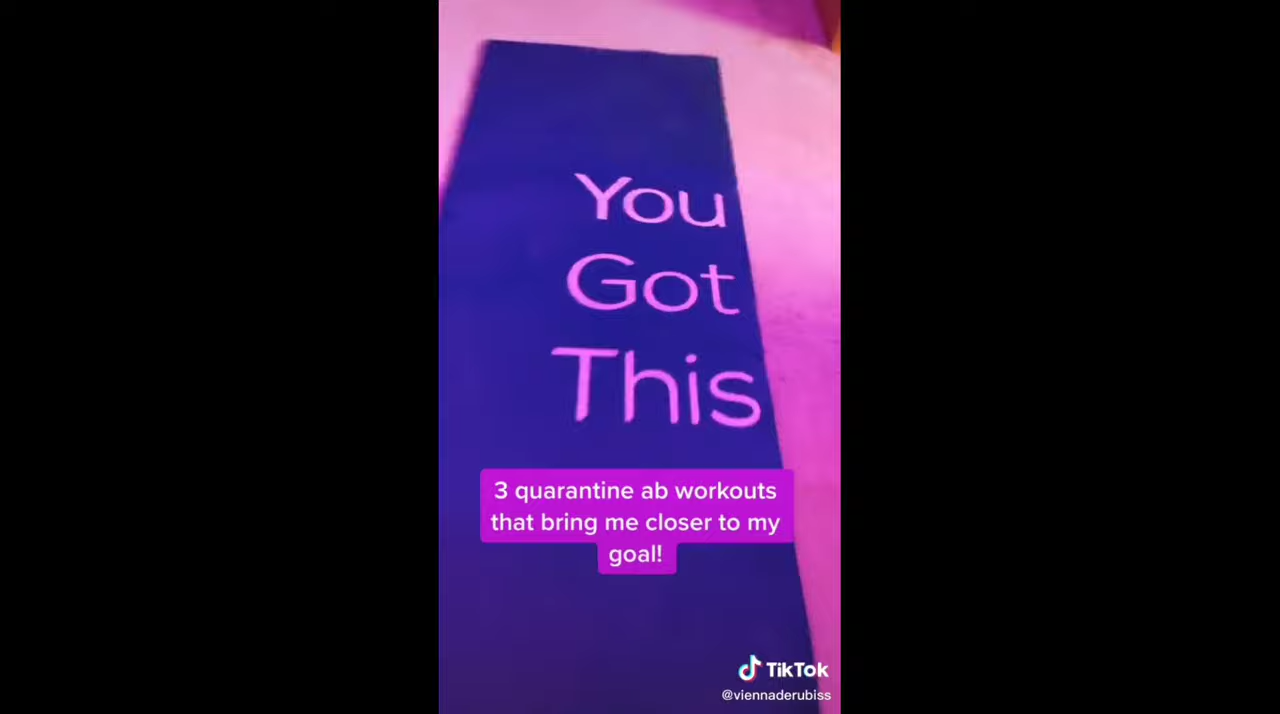 You
Got
This
3 quarantine ab workouts
that bring me closer to my
goal!
TikTok
@viennaderubiss